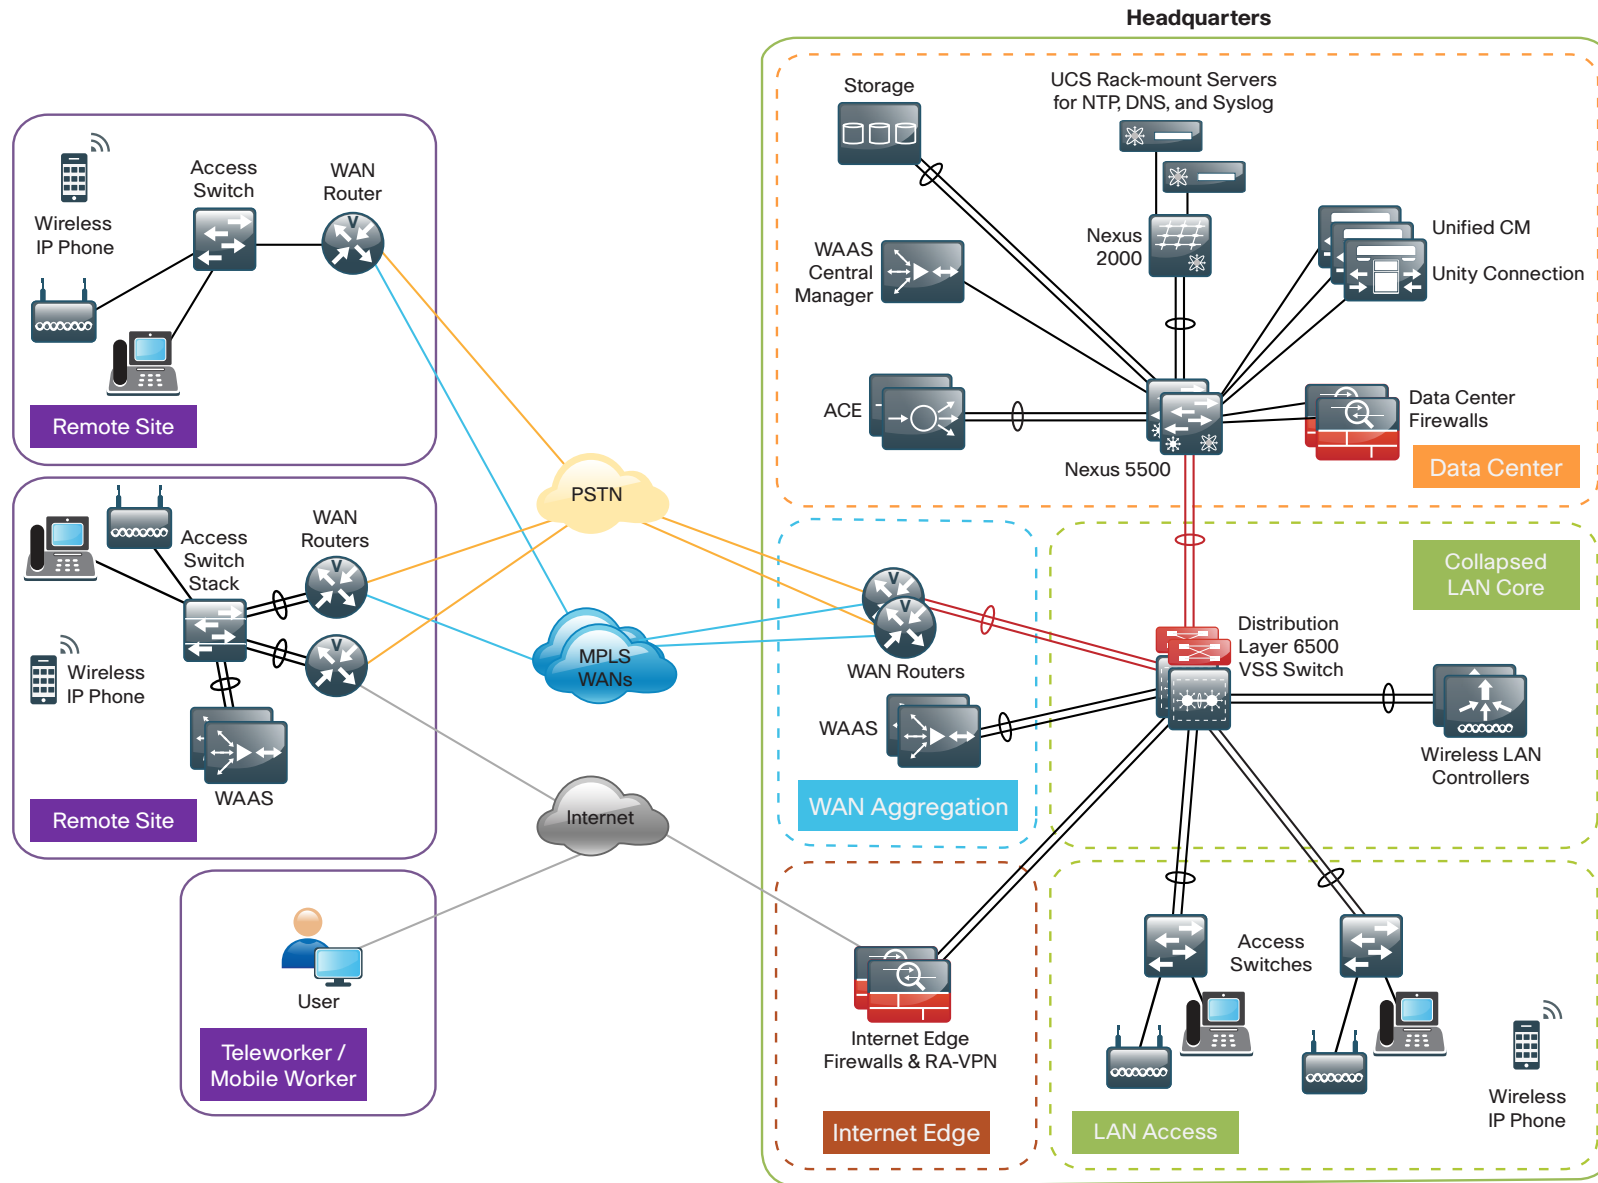 Headquarters
Storage
UCS Rack-mount Servers
for NTP, DNS, and Syslog
Access
Switch
WAN
Router
V
Wireless
IP Phone
Remote Site
WAAS
Central
Manager
Nexus
2000
Unified CM
Unity Connection
ACE
Nexus 5500
Data Center
Firewalls
Data Center
PSTN
Access
Switch
Stack
WAN
Routers
V
V
Wireless
IP Phone
WAAS
Remote Site
MPLS
WANs
Internet
V
V
WAN Routers
WAAS
WAN Aggregation
Collapsed
LAN Core
Distribution
Layer 6500
VSS Switch
Wireless LAN
Controllers
User
Teleworker /
Mobile Worker
Internet Edge
Firewalls & RA-VPN
Internet Edge
Access
Switches
Wireless
IP Phone
LAN Access